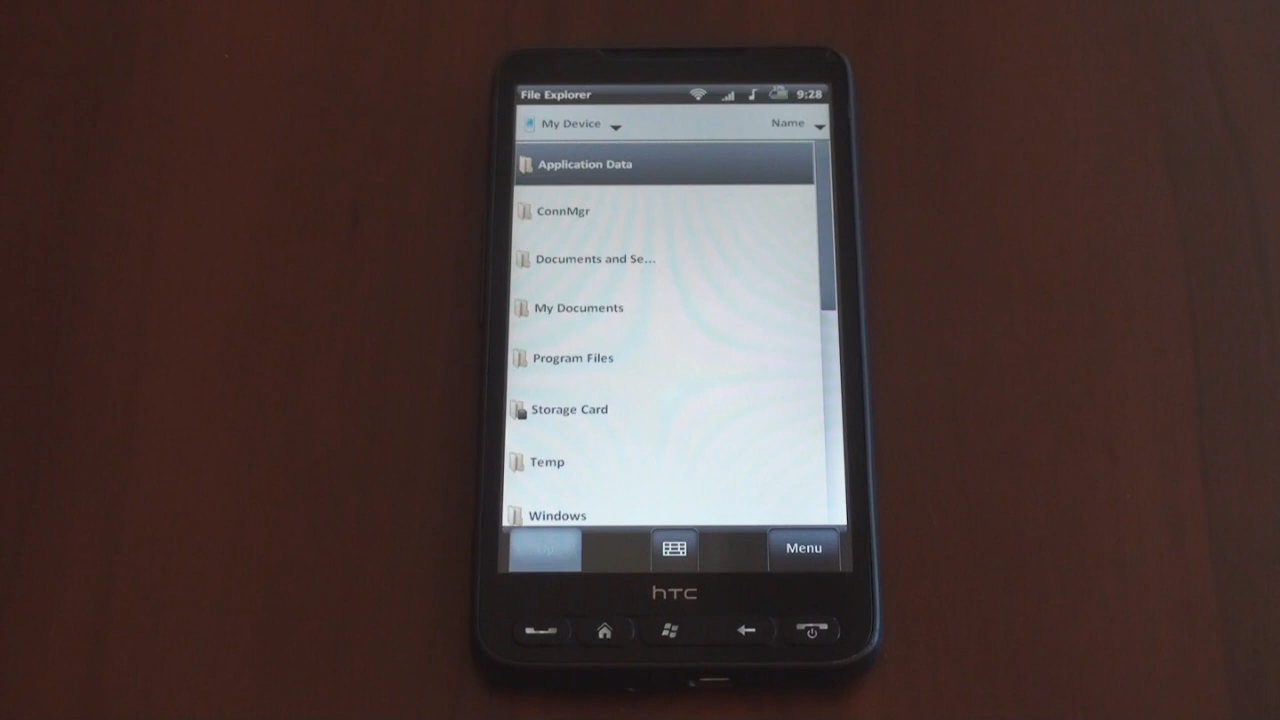 File Explorer 9:28
My Device Name
Application Data
ConnMgr
Documents and Se...
My Documents
Program Files
Storage Card
Temp
Windows
Up Menu
hTC